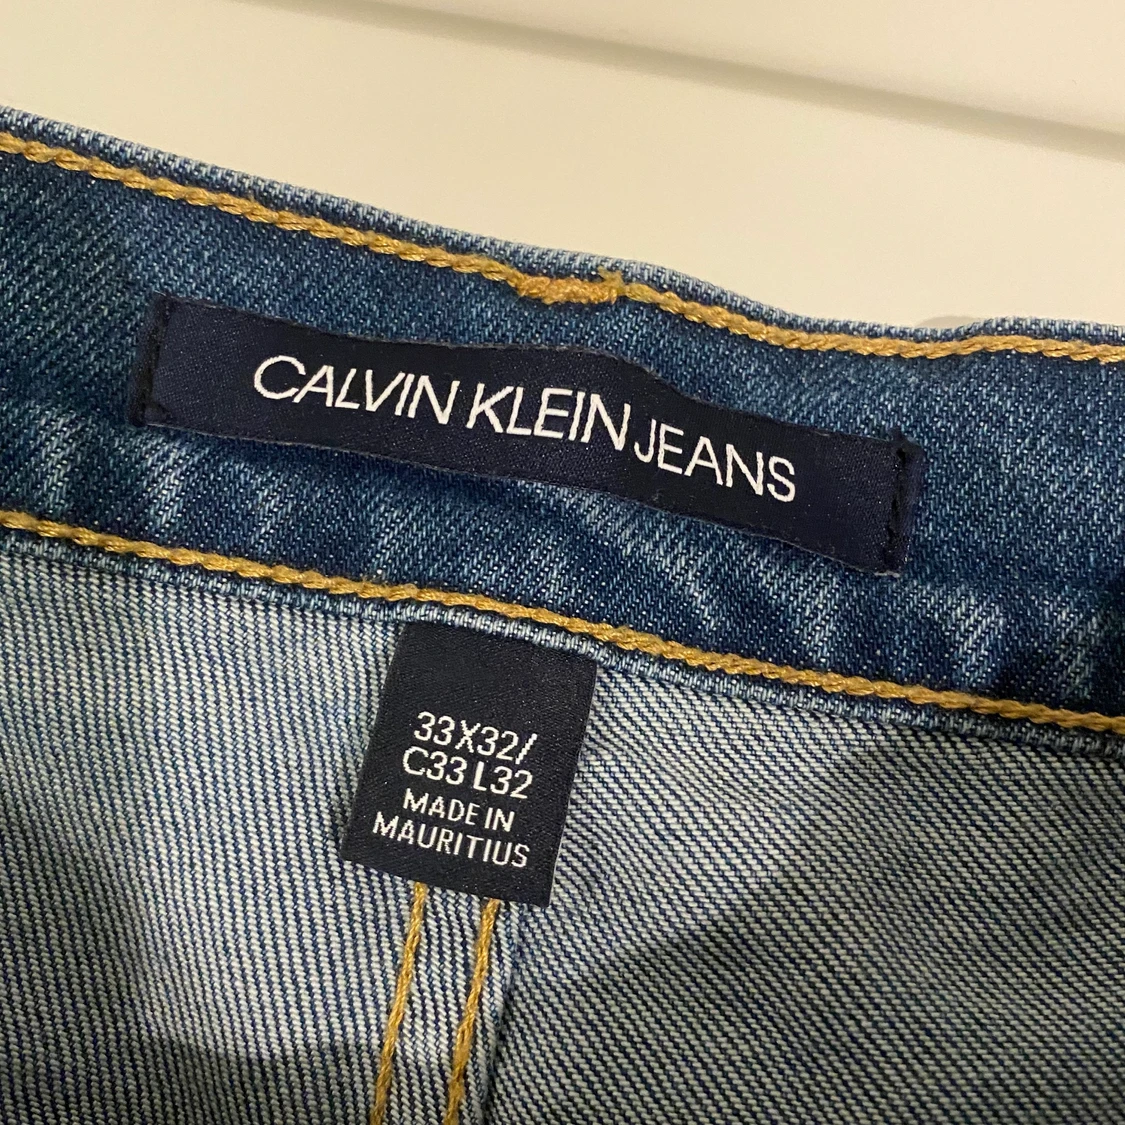 CALVIN KLEIN JEANS
33X32/
C33 L32
MADE IN
MAURITIUS